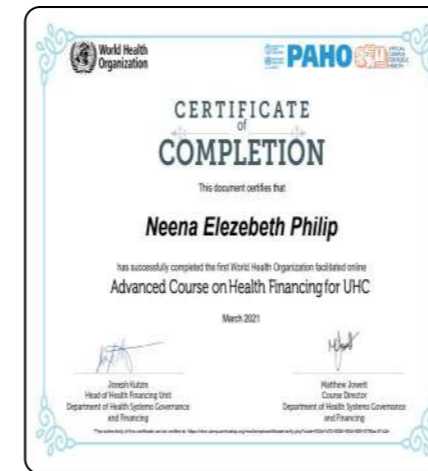 World Health
Organization
PAHO
CERTIFICATE
of
COMPLETION
This document certifies that
Neena Elezebeth Philip
has successfully completed the first World Health Organization facilitated online
Advanced Course on Health Financing for UHC
March 2021
Joseph Kutzin
Head of Health Financing Unit
Department of Health Systems Governance
and Financing
Matthew Jowett
Course Director
Department of Health Systems Governance
and Financing